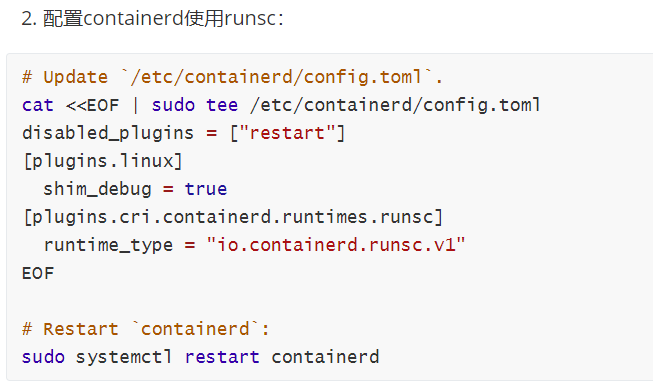 2. 配置containerd使用runsc：
# Update `/etc/containerd/config.toml`.
cat <<EOF | sudo tee /etc/containerd/config.toml
disabled_plugins = ["restart"]
[plugins.linux]
  shim_debug = true
[plugins.cri.containerd.runtimes.runsc]
  runtime_type = "io.containerd.runsc.v1"
EOF
# Restart `containerd`:
sudo systemctl restart containerd